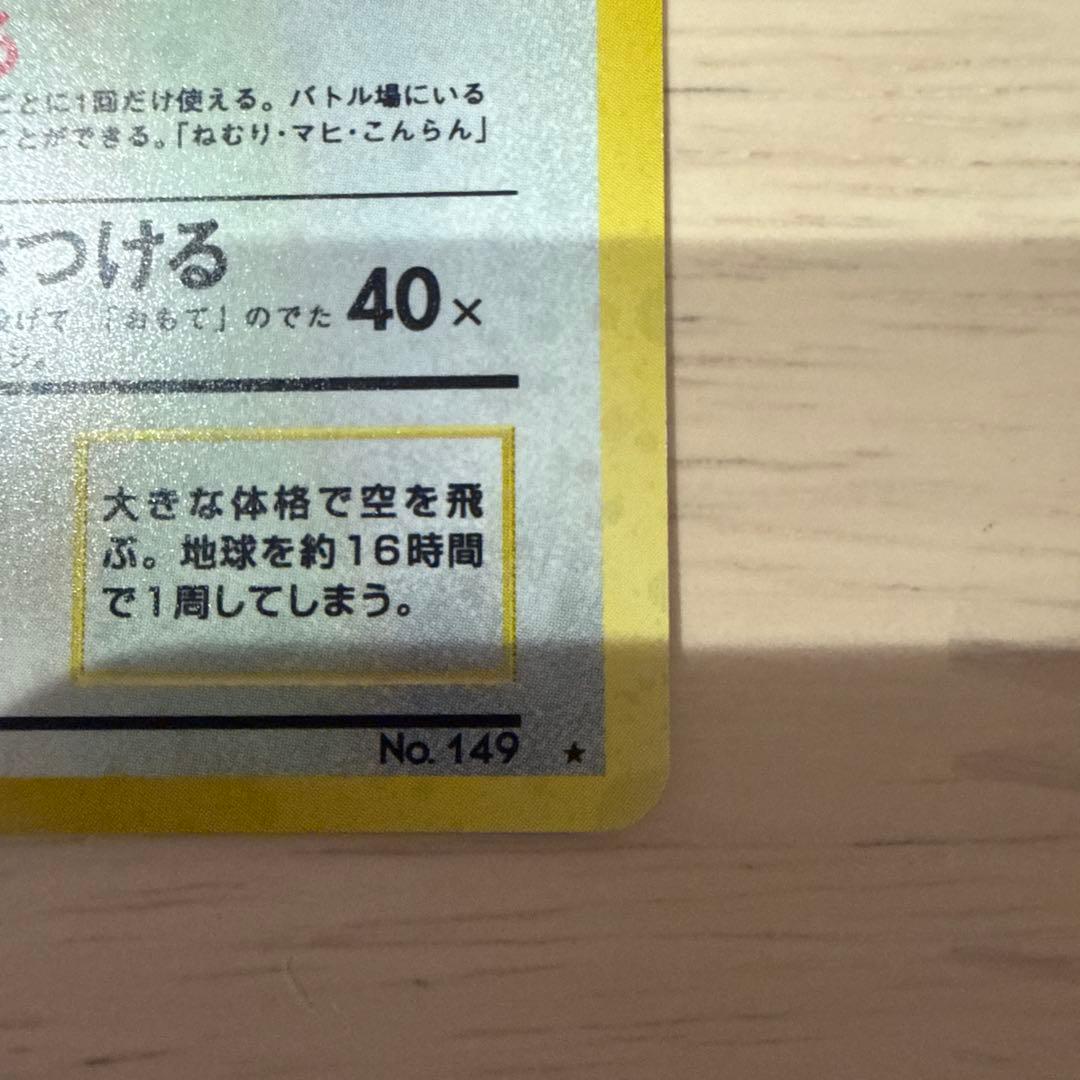 る
ごとに1回だけ使える。バトル場にいる
ことができる。「ねむり・マヒ・こんらん」
つける
投げて「おもて」のでた 40×
ジ。
大きな体格で空を飛
ぶ。地球を約16時間
で1周してしまう。
No. 149 ★